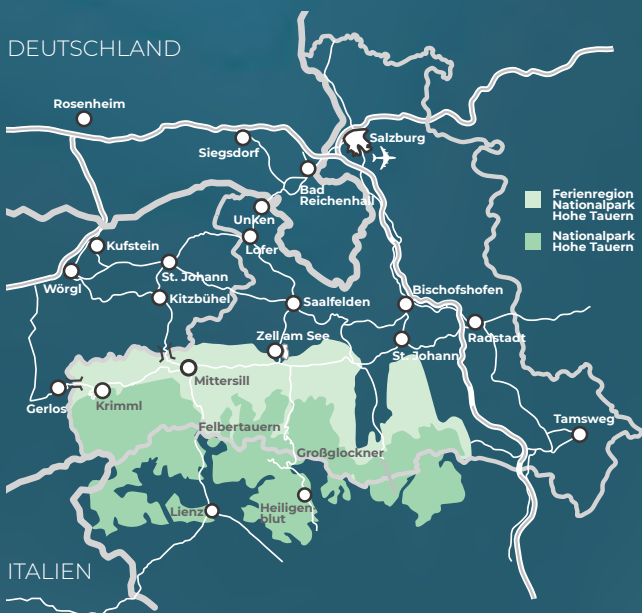 DEUTSCHLAND
Rosenheim
Salzburg
Siegsdorf
Bad
Reichenhall
Ferienregion
Nationalpark
Hohe Tauern
Unken
Nationalpark
Hohe Tauern
Kufstein
Lofer
St. Johann
Wörgl
Bischofshofen
Kitzbühel
Saalfelden
Zell am See
Radstadt
St. Johann
Mittersill
Gerlos
Krimml
Tamsweg
Felbertauern
Großglockner
Lienz
Heiligen
blut
ITALIEN